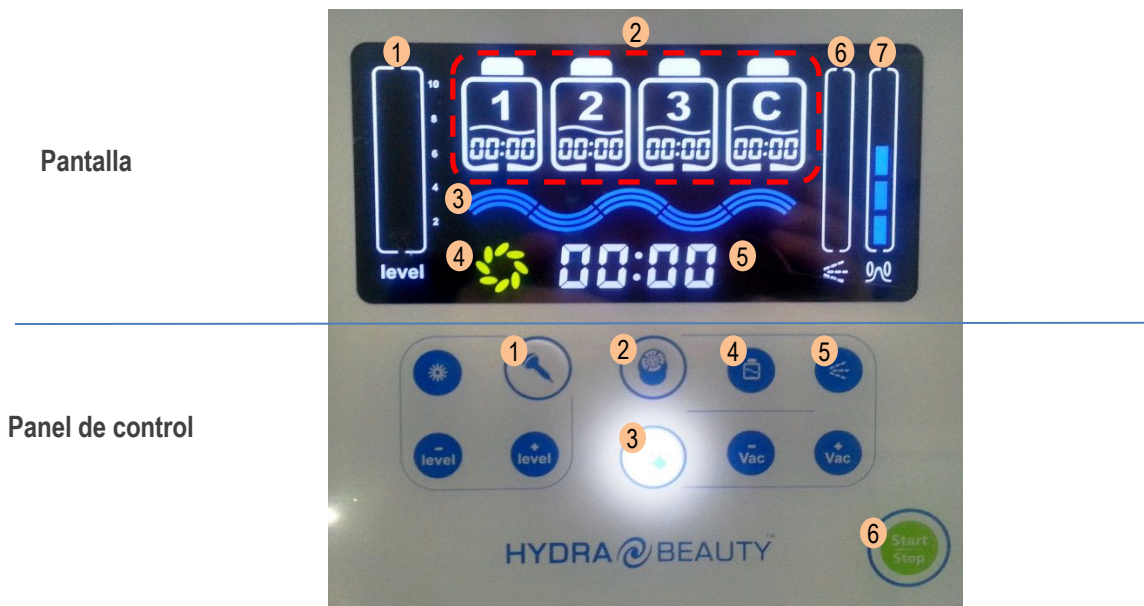 Pantalla
1
2
6
7
10
8
6
4
2
level
1 2 3 C
00:00 00:00 00:00 00:00
3
4
00:00
5
Panel de control
1
2
4
5
- level
+ level
3
- Vac
+ Vac
6
Start
Stop
HYDRA BEAUTY™